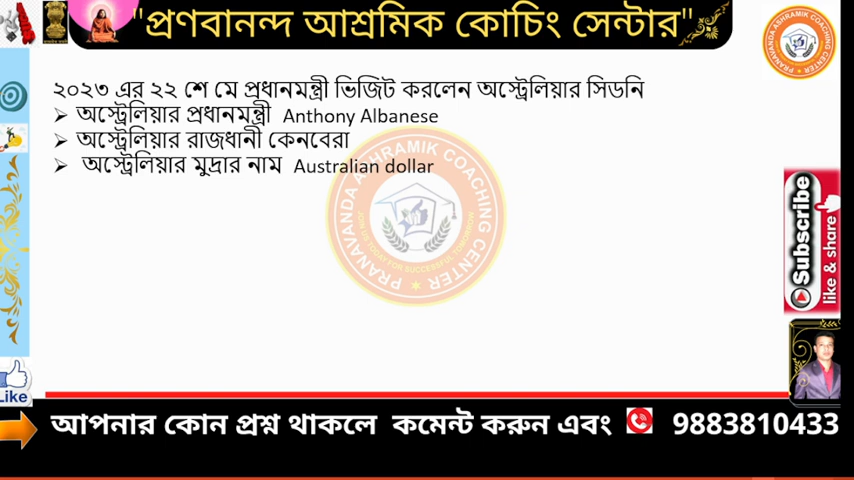 "প্রণবানন্দ আশ্রমিক কোচিং সেন্টার"
২০২৩ এর ২২ শে মে প্রধানমন্ত্রী ভিজিট করলেন অস্ট্রেলিয়ার সিডনি
➢ অস্ট্রেলিয়ার প্রধানমন্ত্রী Anthony Albanese
➢ অস্ট্রেলিয়ার রাজধানী কেনবেরা
➢ অস্ট্রেলিয়ার মুদ্রার নাম Australian dollar
PRANAVANDA ASHRAMIK COACHING CENTER
Subscribe
like & share
Like
আপনার কোন প্রশ্ন থাকলে কমেন্ট করুন এবং 9883810433